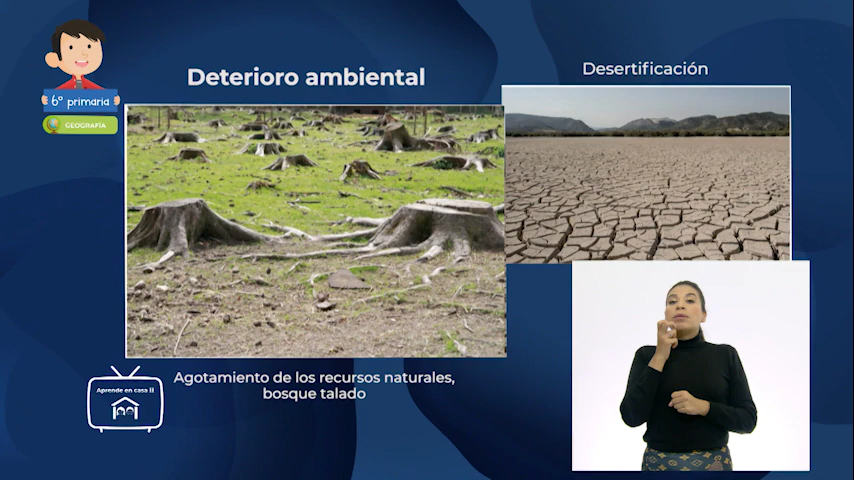 Deterioro ambiental
Desertificación
6° primaria
GEOGRAFÍA
Agotamiento de los recursos naturales,
bosque talado
Aprende en casa II